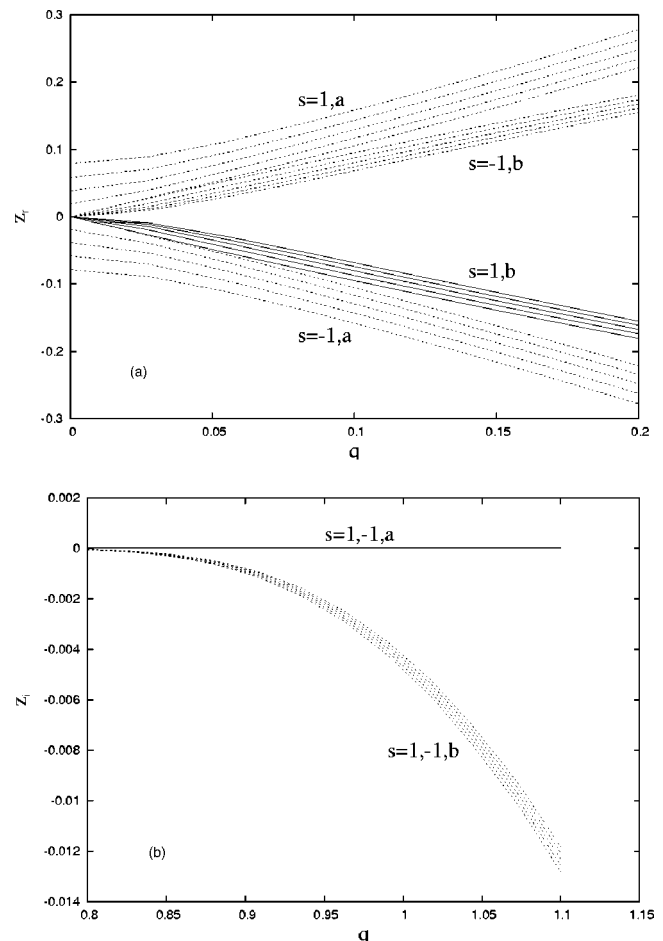 0.3
0.2
0.1
0
-0.1
-0.2
-0.3
z_r
s=1,a
s=-1,b
s=1,b
s=-1,a
(a)
0 0.05 0.1 0.15 0.2
q
0.002
0
-0.002
-0.004
-0.006
-0.008
-0.01
-0.012
-0.014
z_i
s=1,-1,a
s=1,-1,b
(b)
0.8 0.85 0.9 0.95 1 1.05 1.1 1.15
q